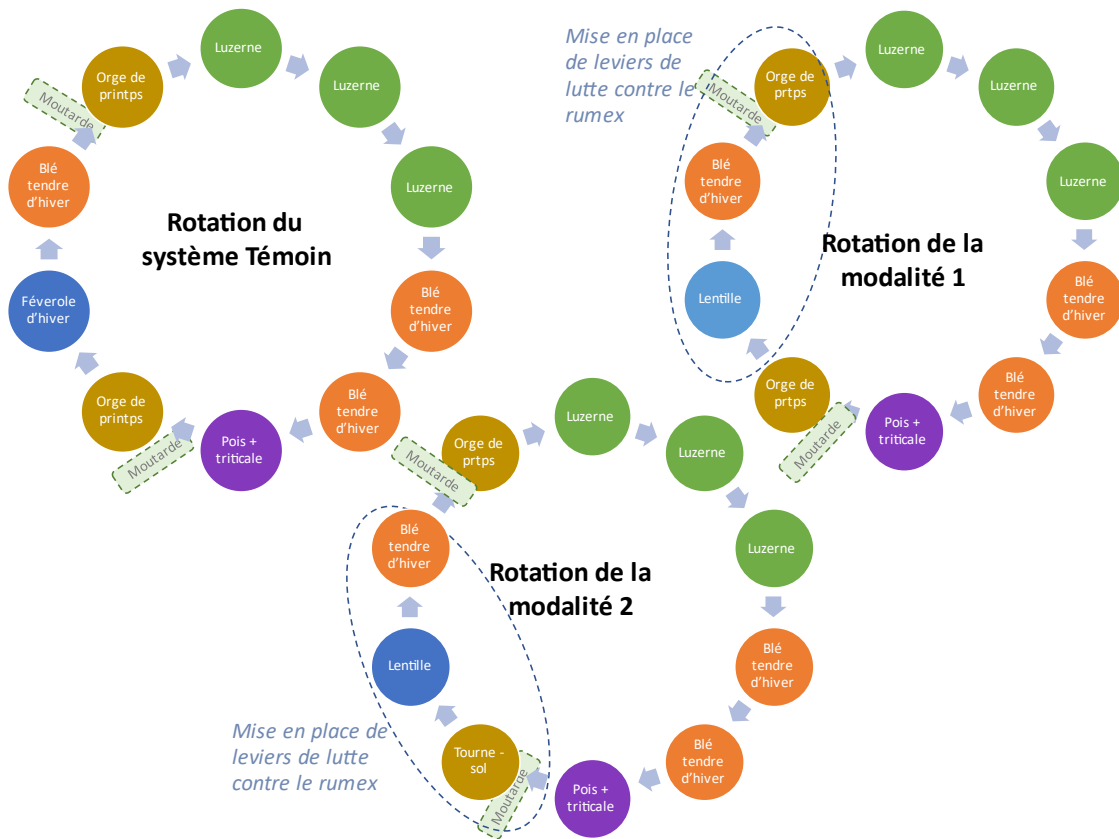 Rotation du
système Témoin
Luzerne
Luzerne
Luzerne
Blé
tendre
d'hiver
Blé
tendre
d'hiver
Pois +
triticale
Moutarde
Orge de
printps
Féverole
d'hiver
Blé
tendre
d'hiver
Moutarde
Orge de
printps
Mise en place
de leviers de
lutte contre le
rumex
Rotation de la
modalité 1
Luzerne
Luzerne
Luzerne
Blé
tendre
d'hiver
Blé
tendre
d'hiver
Pois +
triticale
Moutarde
Orge de
prtps
Lentille
Blé
tendre
d'hiver
Moutarde
Orge de
prtps
Rotation de la
modalité 2
Luzerne
Luzerne
Luzerne
Blé
tendre
d'hiver
Blé
tendre
d'hiver
Pois +
triticale
Moutarde
Tourne -
sol
Lentille
Blé
tendre
d'hiver
Moutarde
Orge de
prtps
Mise en place de
leviers de lutte
contre le rumex